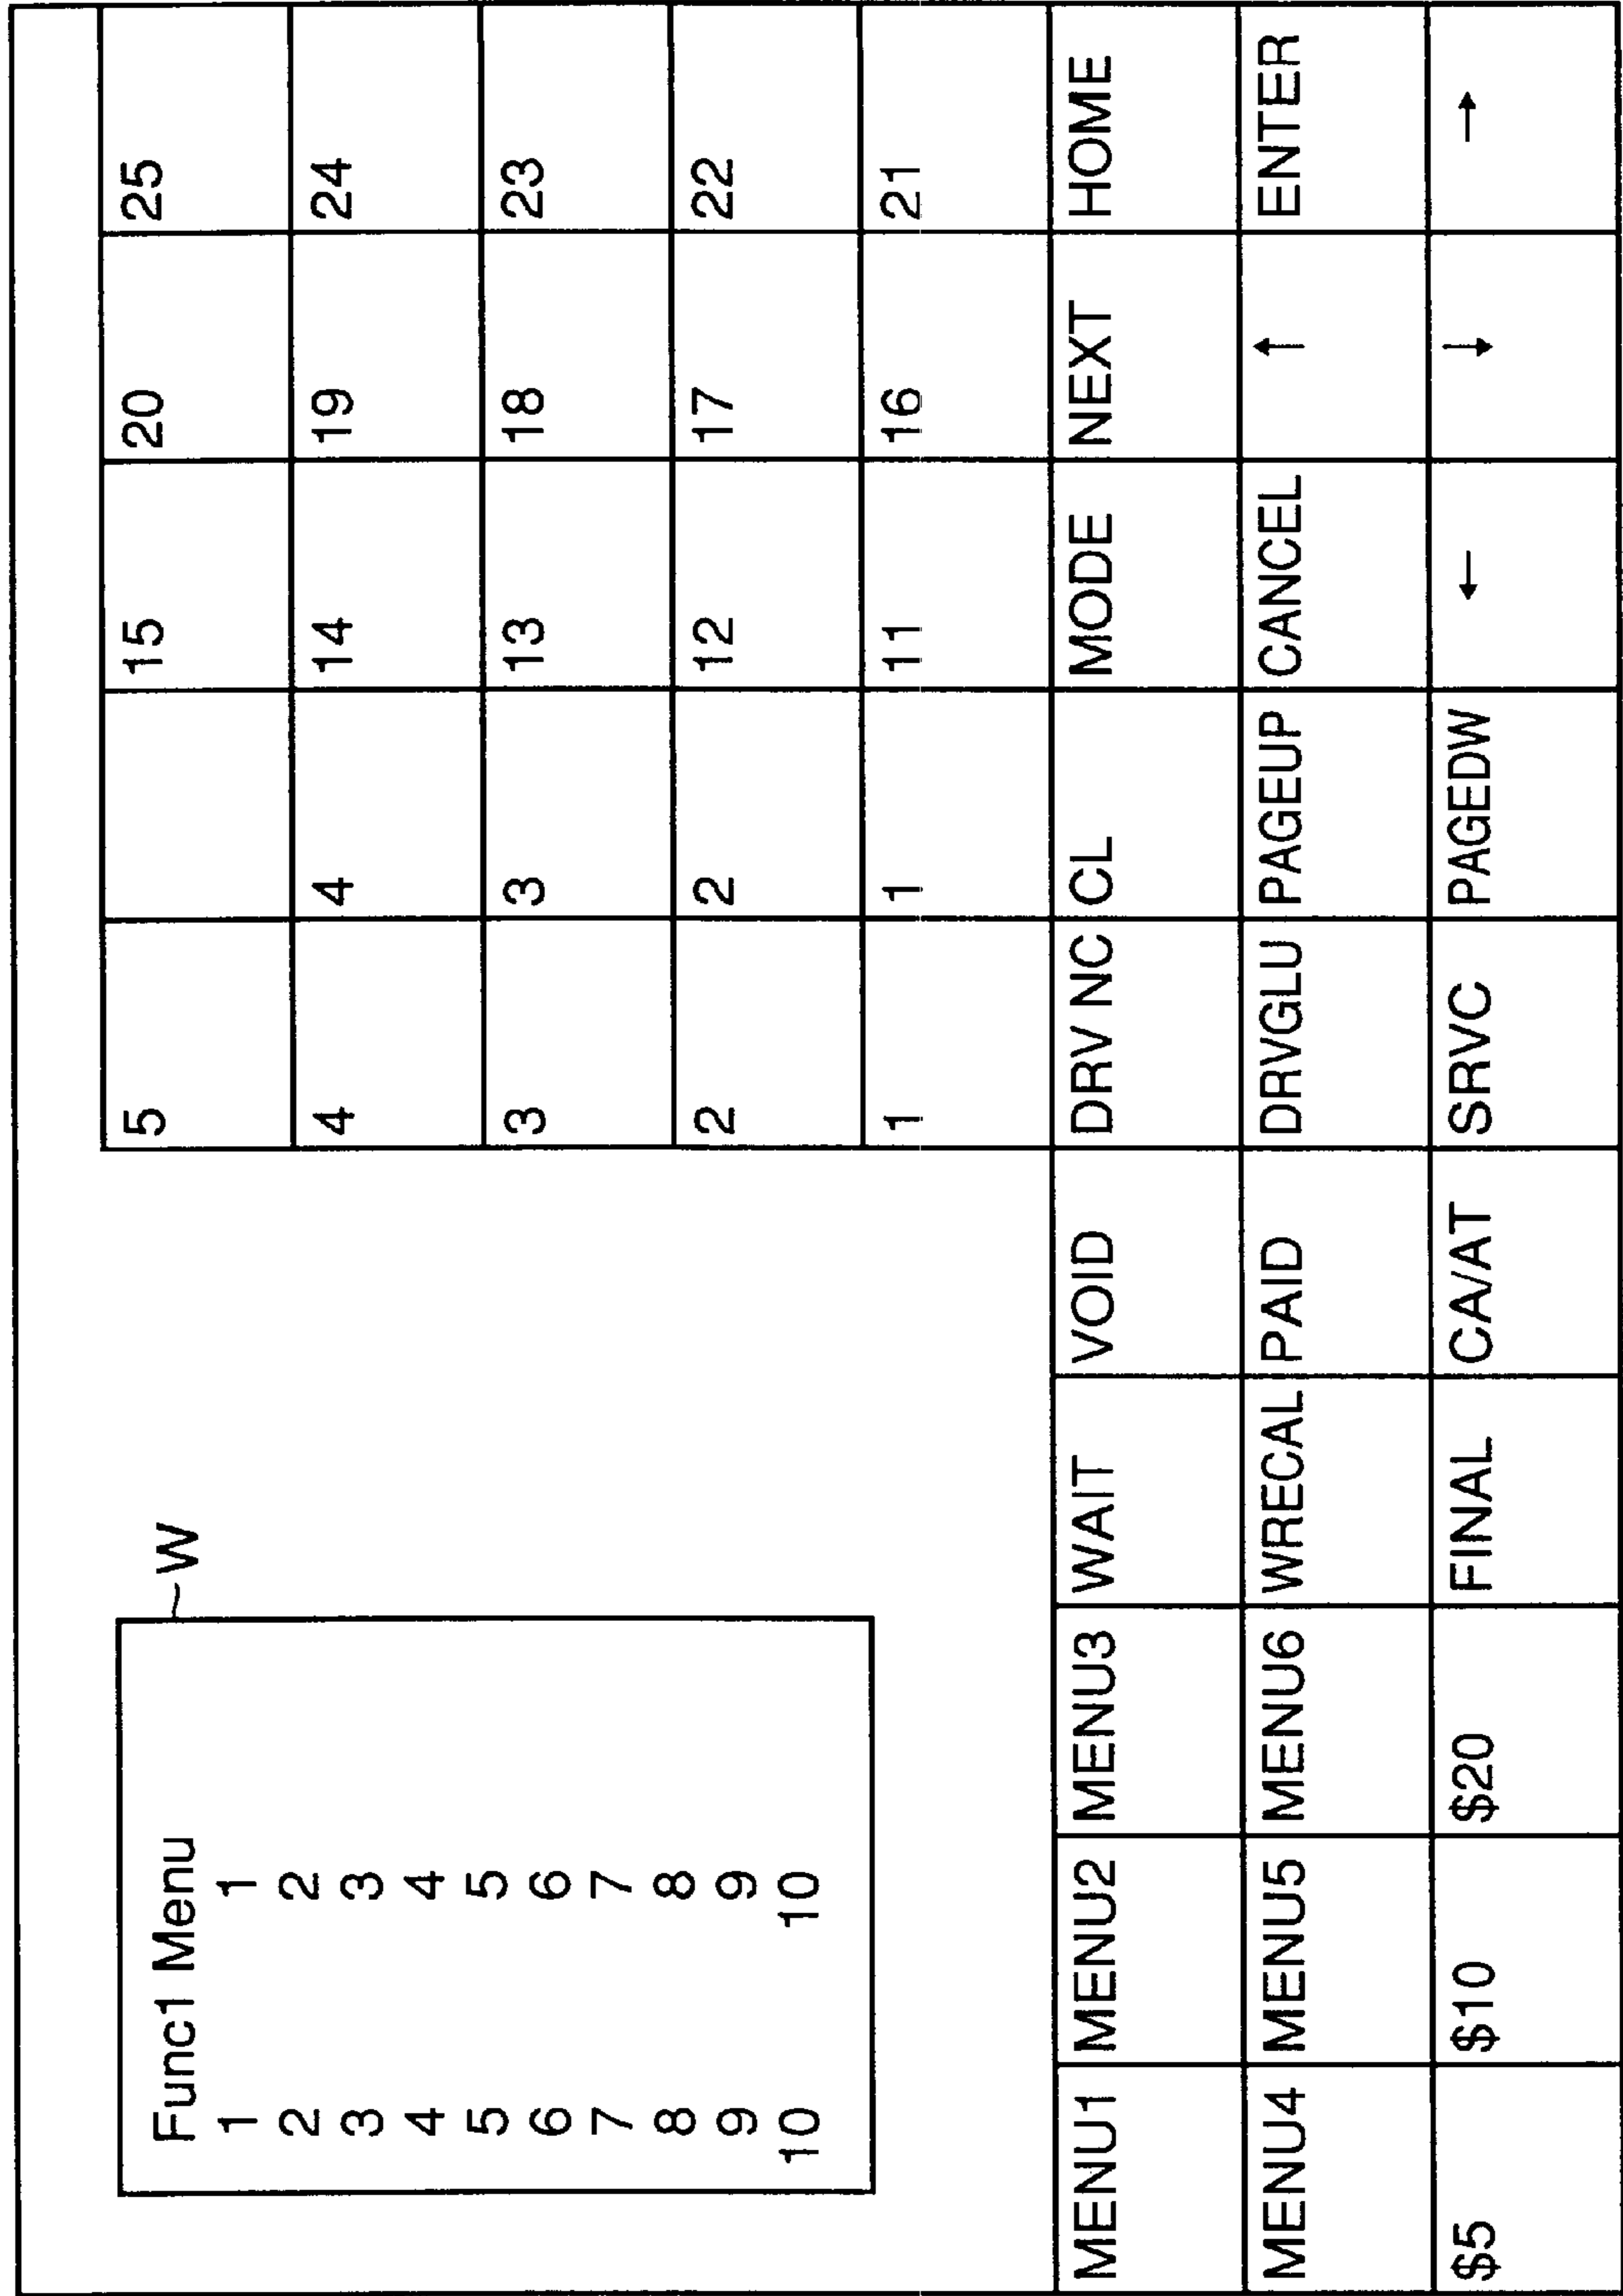 Func1 Menu
1 1
2 2
3 3
4 4
5 5
6 6
7 7
8 8
9 9
10 10
W
5 15 20 25
4 4 14 19 24
3 3 13 18 23
2 2 12 17 22
1 1 11 16 21
MENU1 MENU2 MENU3 WAIT VOID DRV NC CL MODE NEXT HOME
MENU4 MENU5 MENU6 WRECAL PAID DRVGLU PAGEUP CANCEL ↑ ENTER
$5 $10 $20 FINAL CA/AT SRVC PAGEDW ← ↓ →